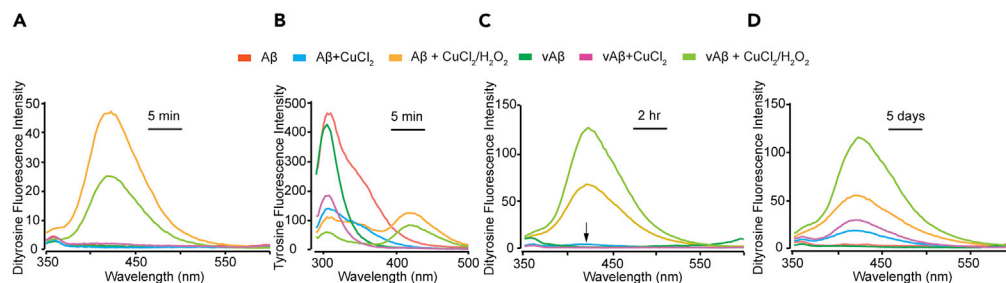 A
B
C
D
Aβ
Aβ+CuCl2
Aβ + CuCl2/H2O2
vAβ
vAβ+CuCl2
vAβ + CuCl2/H2O2
Dityrosine Fluorescence Intensity
50
40
30
20
10
0
5 min
350
400
500
Wavelength (nm)
Tyrosine Fluorescence Intensity
500
400
300
200
100
0
5 min
300
400
500
Wavelength (nm)
Dityrosine Fluorescence Intensity
150
100
50
0
2 hr
350
450
550
Wavelength (nm)
Dityrosine Fluorescence Intensity
150
100
50
0
5 days
350
450
550
Wavelength (nm)